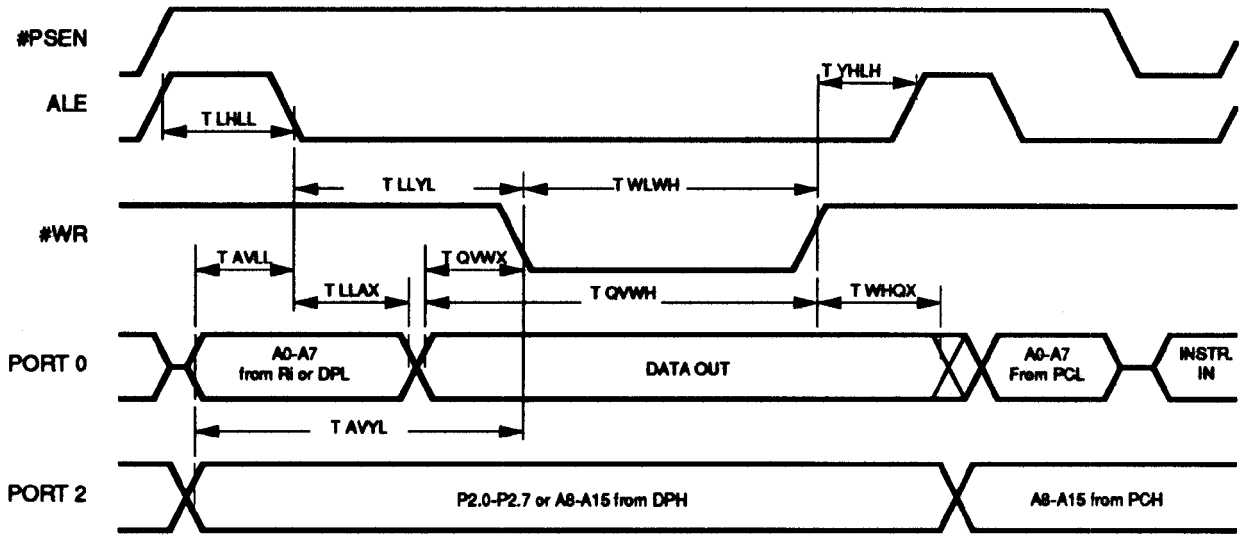 #PSEN
T YHLH
ALE
T LHLL
T LLYL
T WLWH
#WR
T AVLL
T QVWX
T LLAX
T QVWH
T WHQX
PORT 0
A0-A7
from Ri or DPL
DATA OUT
A0-A7
From PCL
INSTR.
IN
T AVYL
PORT 2
P2.0-P2.7 or A8-A15 from DPH
A8-A15 from PCH